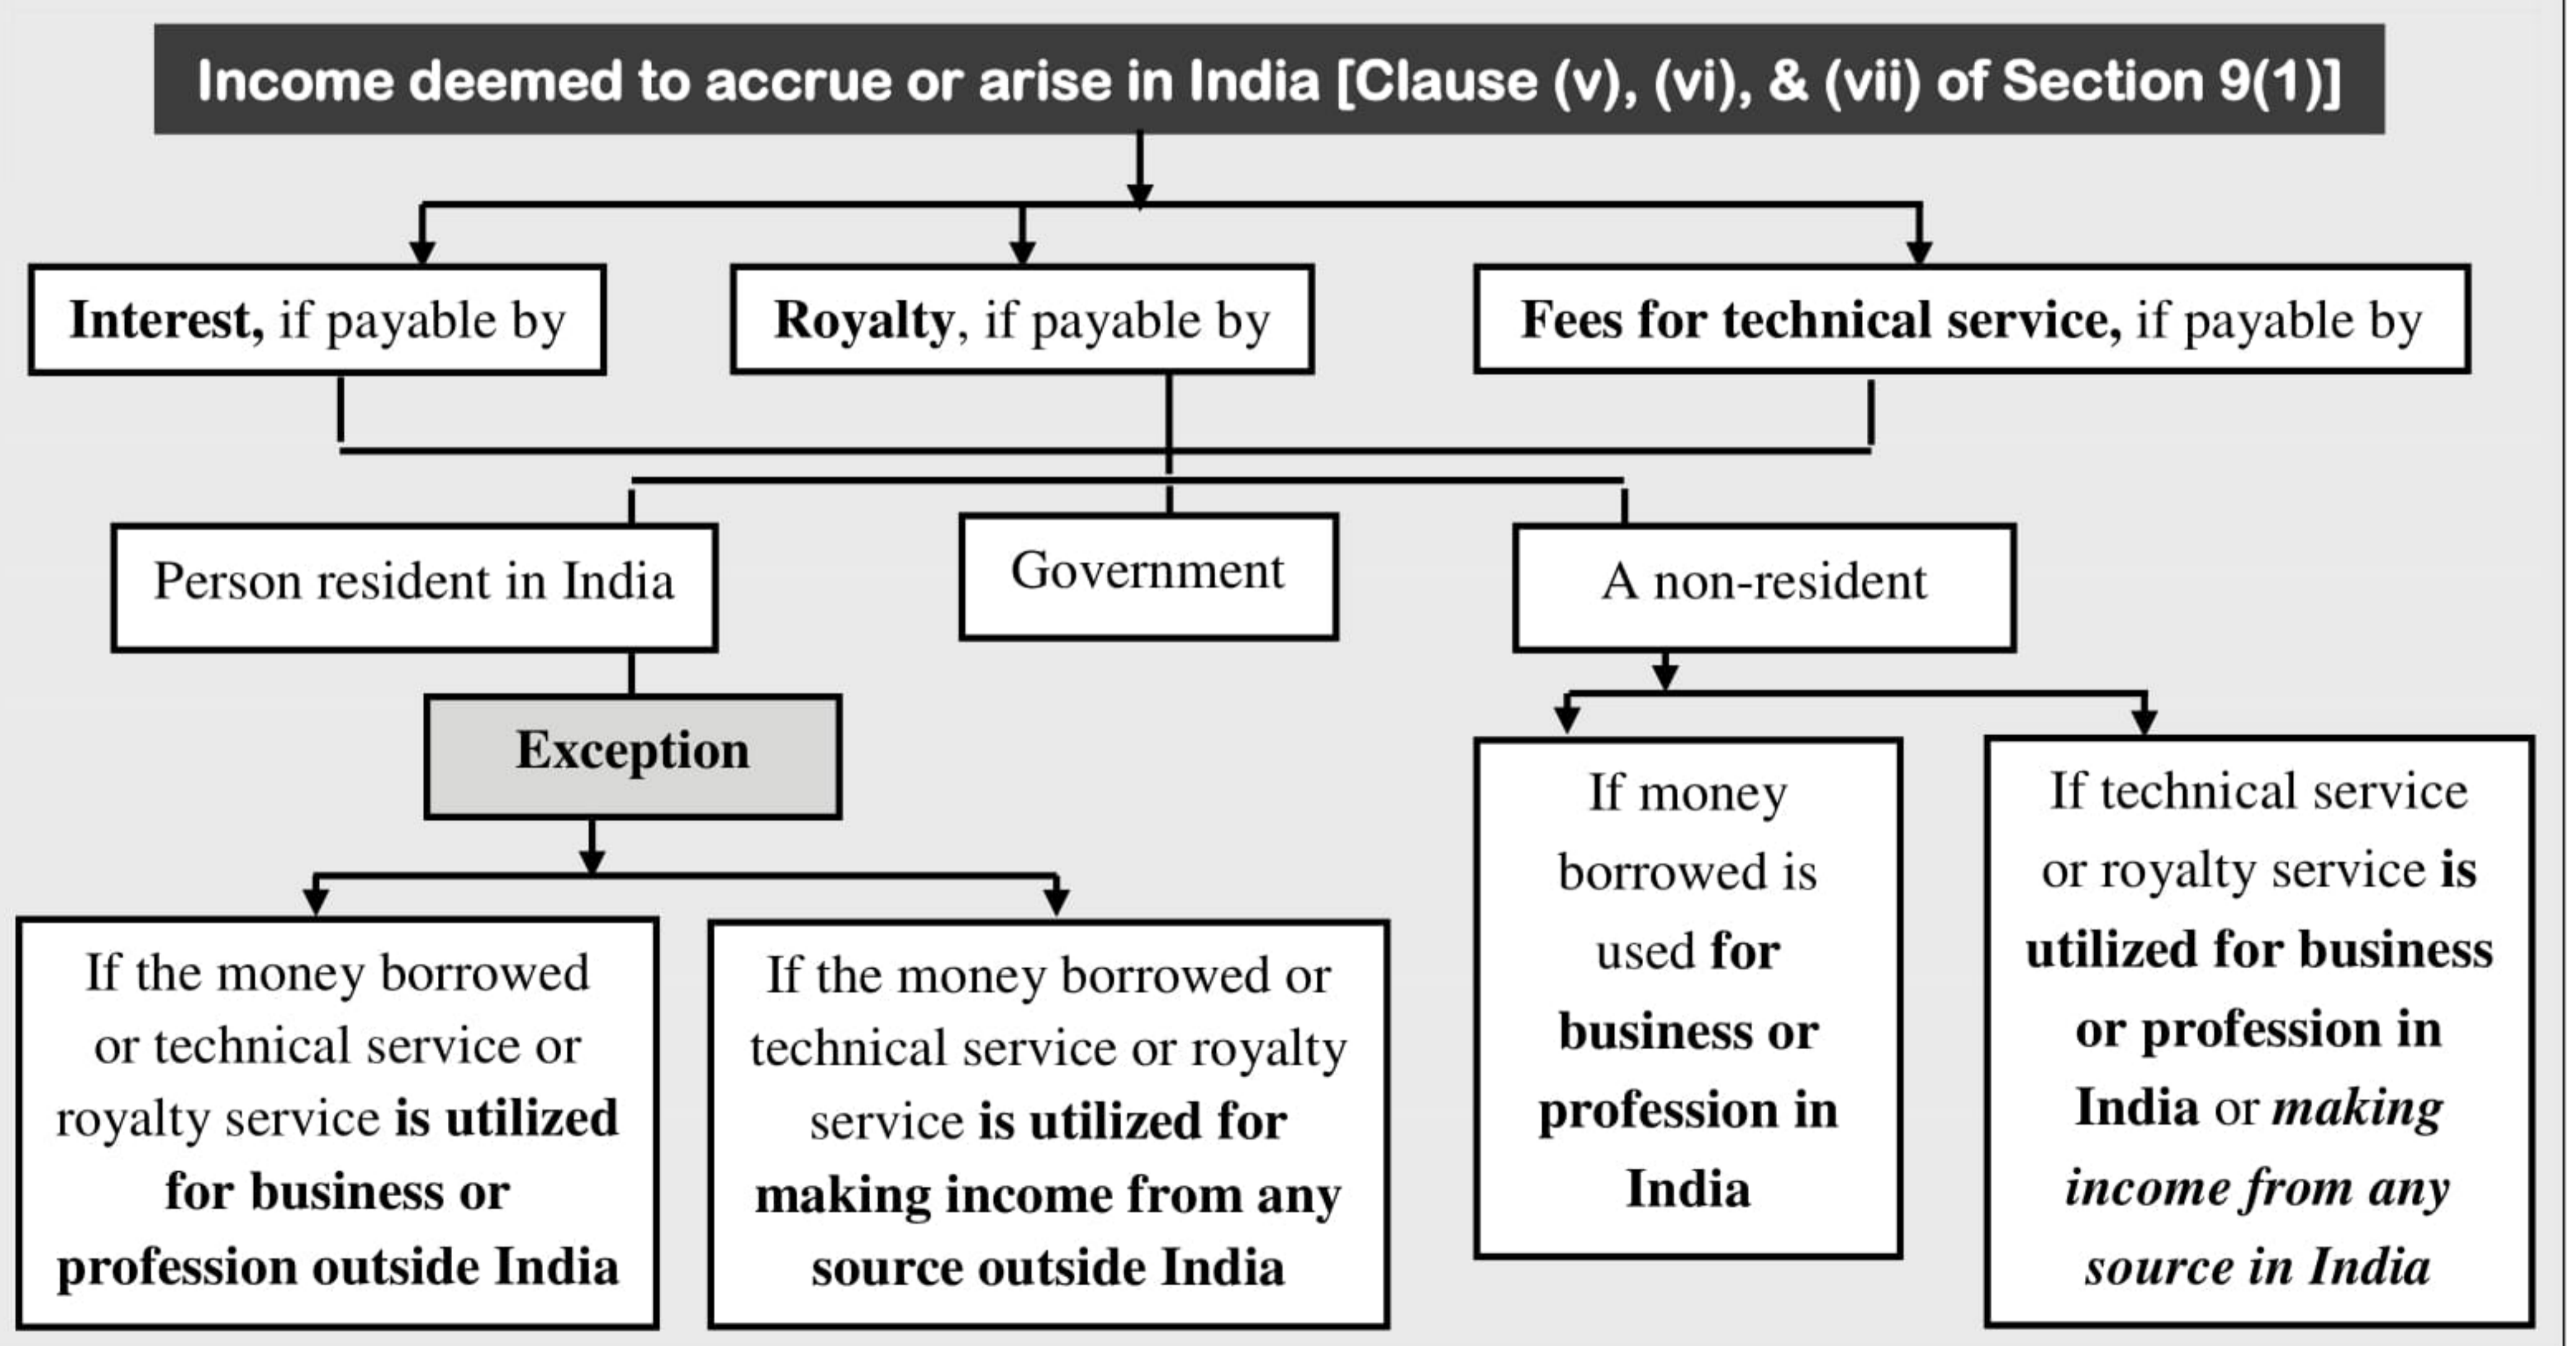 Income deemed to accrue or arise in India [Clause (v), (vi), & (vii) of Section 9(1)]
Interest, if payable by
Royalty, if payable by
Fees for technical service, if payable by
Person resident in India
Government
A non-resident
Exception
If the money borrowed
or technical service or
royalty service is utilized
for business or
profession outside India
If the money borrowed or
technical service or royalty
service is utilized for
making income from any
source outside India
If money
borrowed is
used for
business or
profession in
India
If technical service
or royalty service is
utilized for business
or profession in
India or making
income from any
source in India